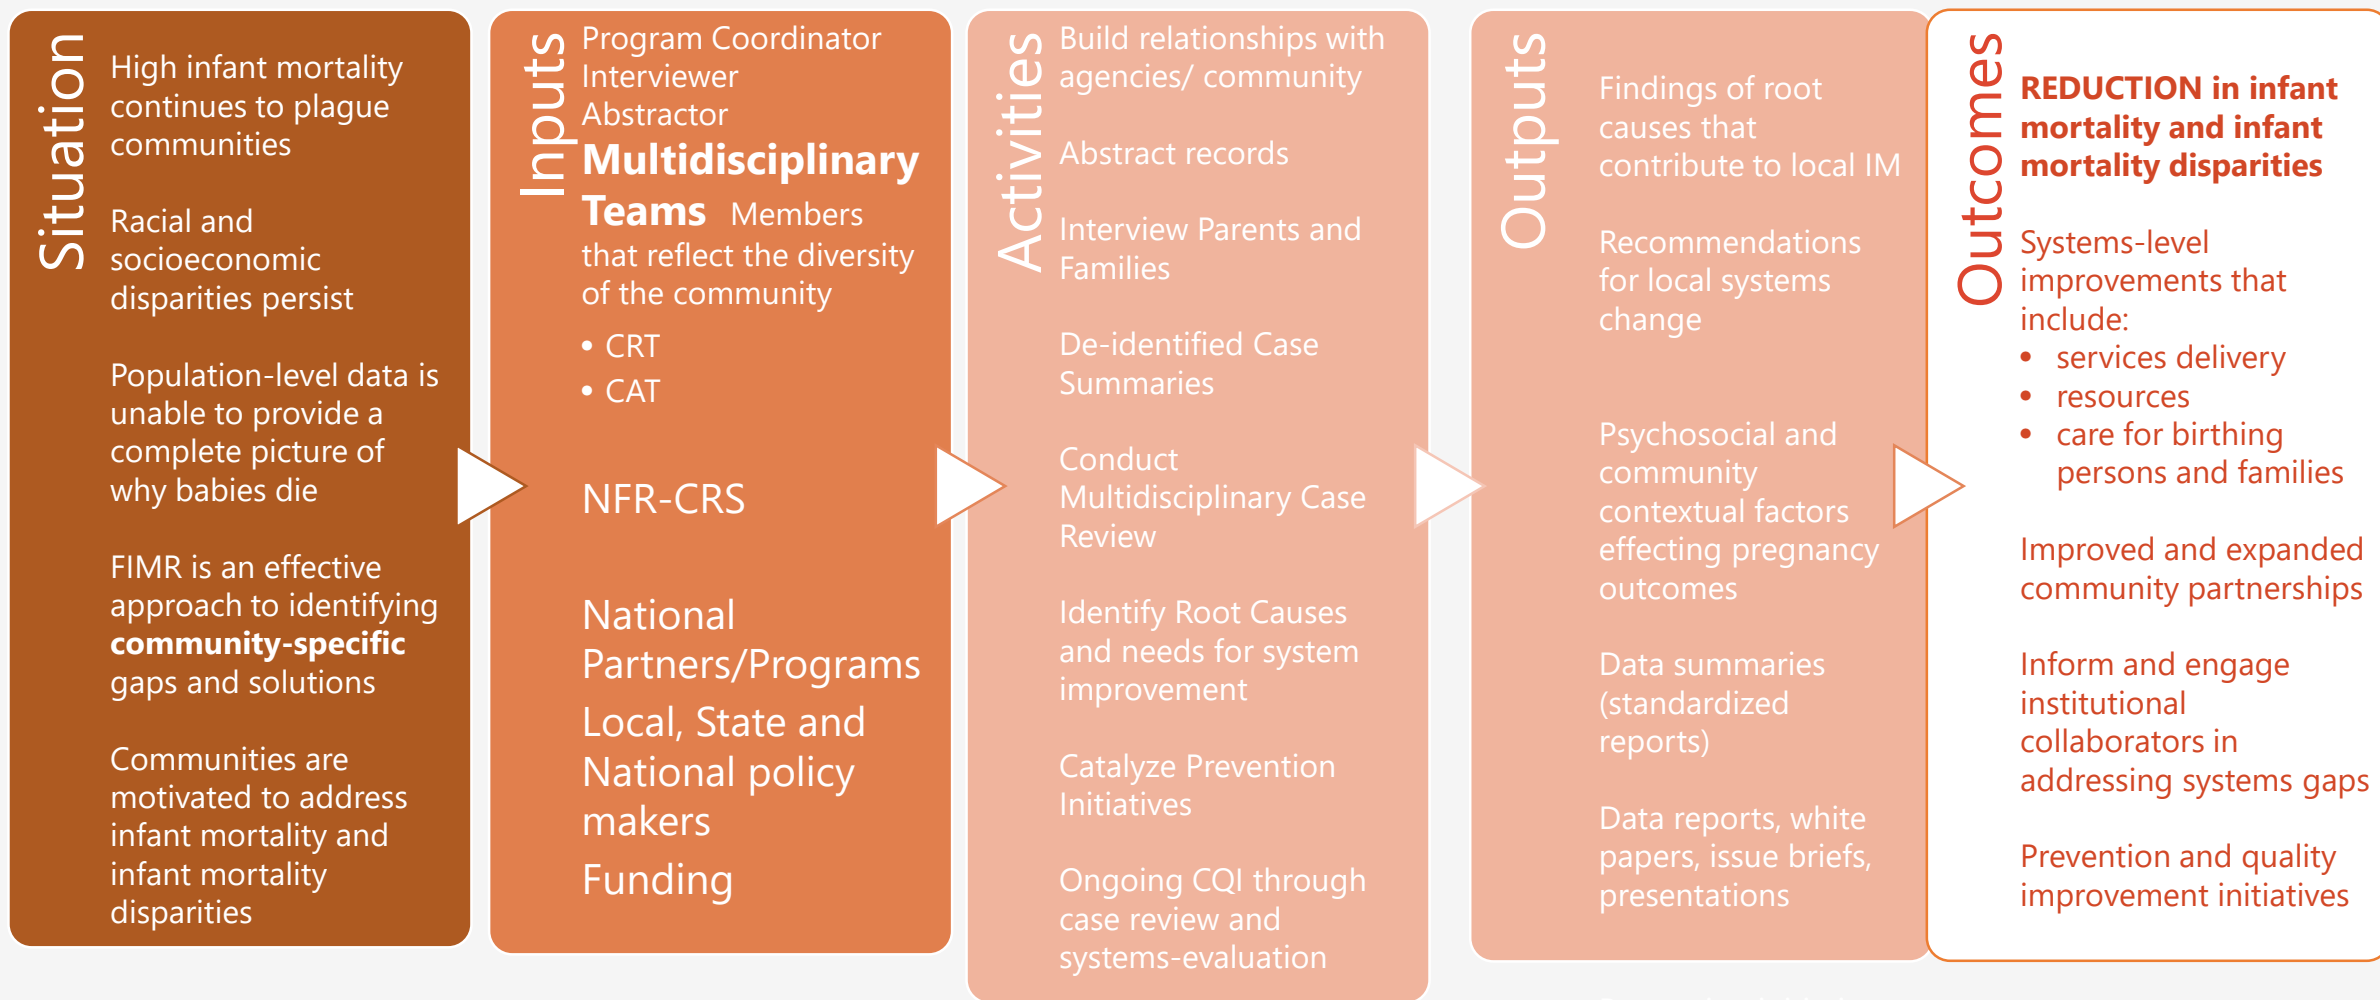 Situation
High infant mortality
continues to plague
communities
Racial and
socioeconomic
disparities persist
Population-level data is
unable to provide a
complete picture of
why babies die
FIMR is an effective
approach to identifying
community-specific
gaps and solutions
Communities are
motivated to address
infant mortality and
infant mortality
disparities
Inputs
Program Coordinator
Interviewer
Abstractor
Multidisciplinary
Teams Members
that reflect the diversity
of the community
• CRT
• CAT
NFR-CRS
National
Partners/Programs
Local, State and
National policy
makers
Funding
Activities
Build relationships with
agencies/ community
Abstract records
Interview Parents and
Families
De-identified Case
Summaries
Conduct
Multidisciplinary Case
Review
Identify Root Causes
and needs for system
improvement
Catalyze Prevention
Initiatives
Ongoing CQI through
case review and
systems-evaluation
Outputs
Findings of root
causes that
contribute to local IM
Recommendations
for local systems
change
Psychosocial and
community
contextual factors
effecting pregnancy
outcomes
Data summaries
(standardized
reports)
Data reports, white
papers, issue briefs,
presentations
Outcomes
REDUCTION in infant
mortality and infant
mortality disparities
Systems-level
improvements that
include:
• services delivery
• resources
• care for birthing
persons and families
Improved and expanded
community partnerships
Inform and engage
institutional
collaborators in
addressing systems gaps
Prevention and quality
improvement initiatives